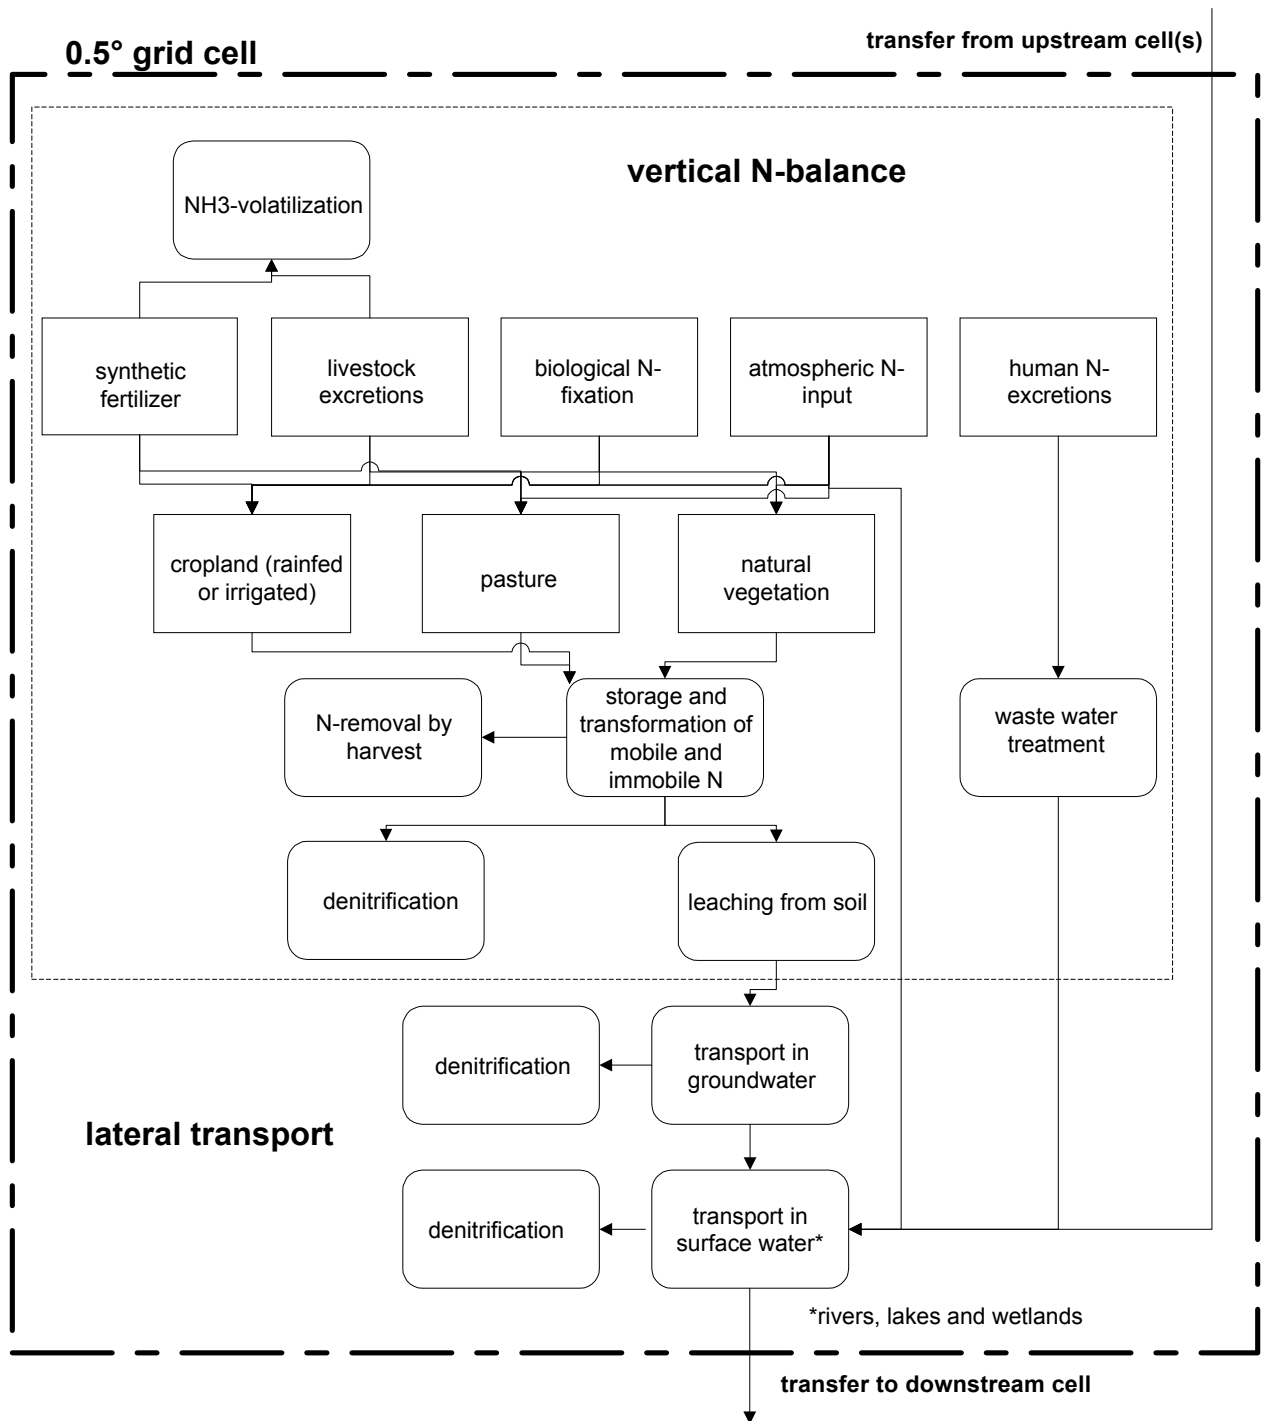 transfer from upstream cell(s)
0.5° grid cell
vertical N-balance
NH3-volatilization
synthetic
fertilizer
livestock
excretions
biological N-
fixation
atmospheric N-
input
human N-
excretions
cropland (rainfed
or irrigated)
pasture
natural
vegetation
N-removal by
harvest
storage and
transformation of
mobile and
immobile N
waste water
treatment
denitrification
leaching from soil
denitrification
transport in
groundwater
lateral transport
denitrification
transport in
surface water*
*rivers, lakes and wetlands
transfer to downstream cell